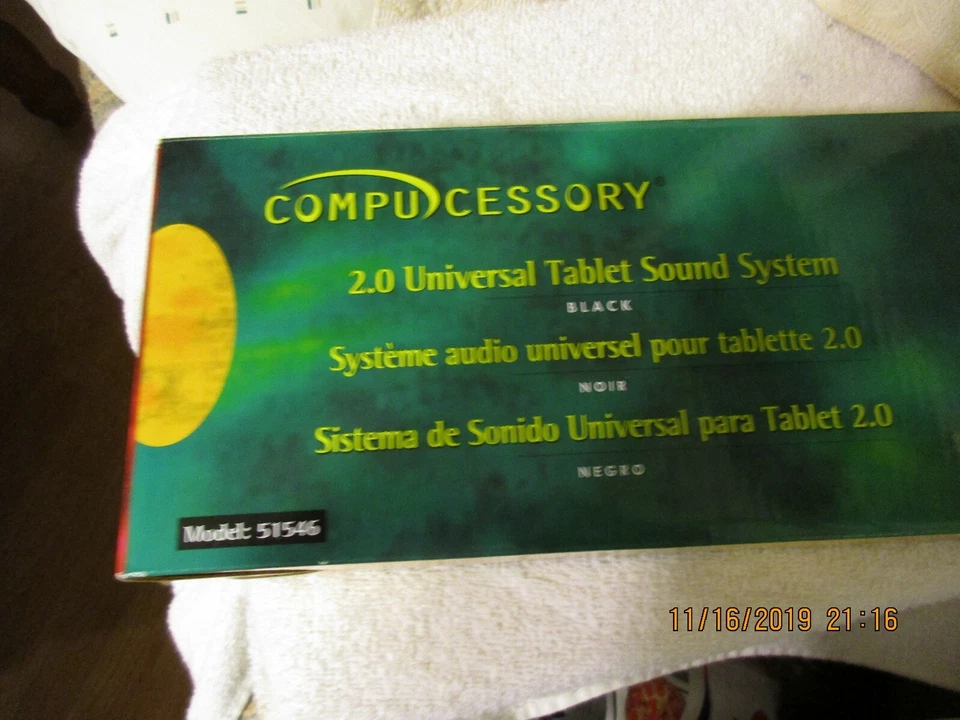 COMPUCESSORY®
2.0 Universal Tablet Sound System
BLACK
Système audio universel pour tablette 2.0
NOIR
Sistema de Sonido Universal para Tablet 2.0
NEGRO
Model: 51546
11/16/2019 21:16